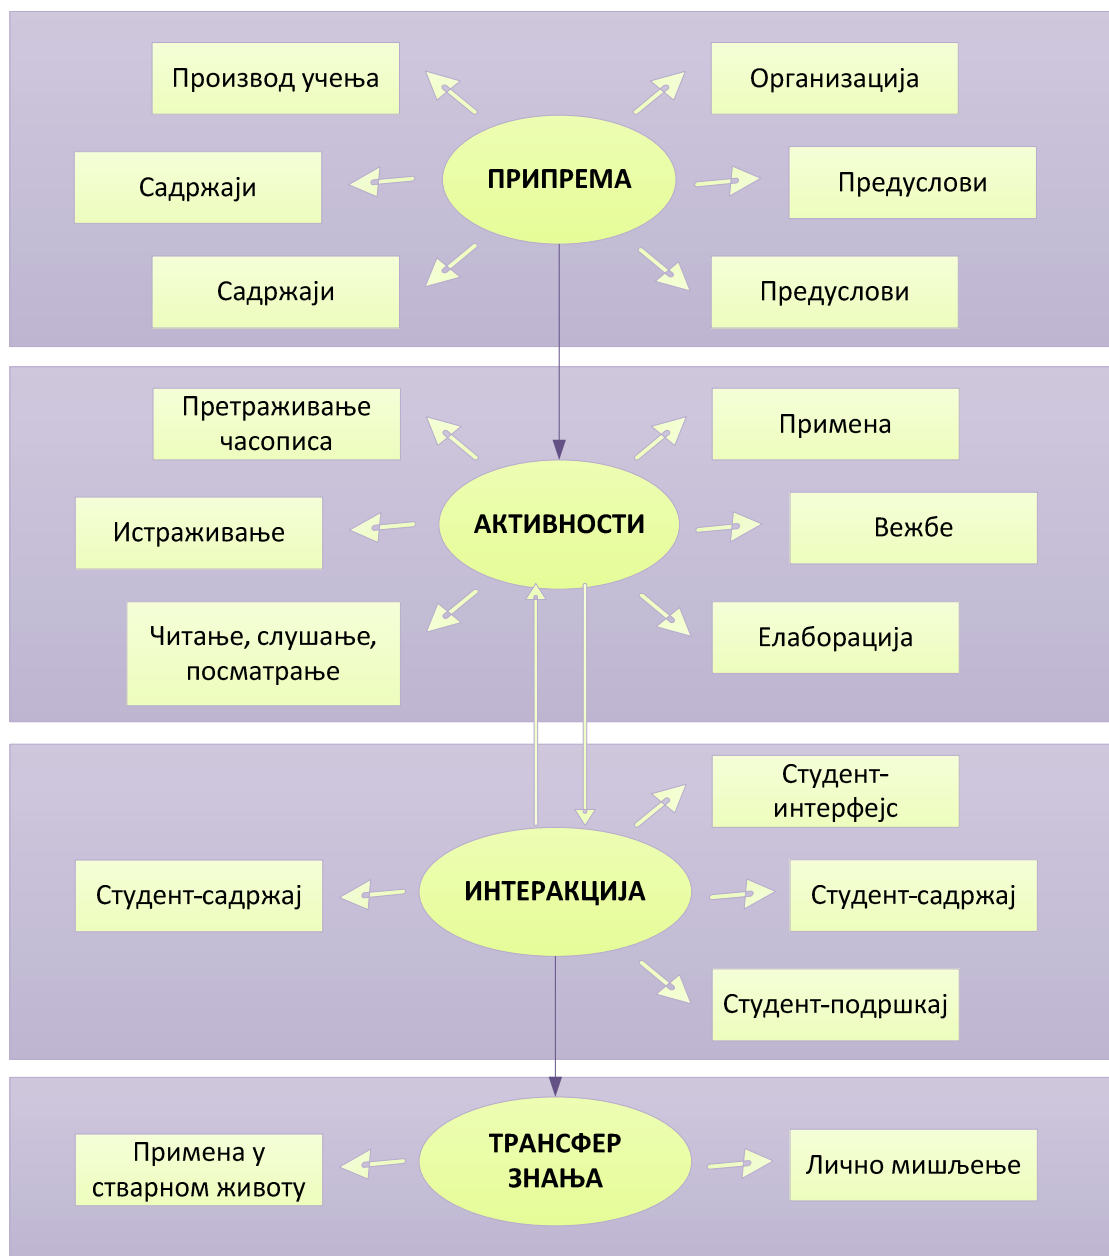 Производ учења
Организација
ПРИПРЕМА
Садржаји
Предуслови
Садржаји
Предуслови
Претраживање
часописа
Примена
АКТИВНОСТИ
Истраживање
Вежбе
Читање, слушање,
посматрање
Елаборација
Студент-
интерфејс
ИНТЕРАКЦИЈА
Студент-садржај
Студент-садржај
Студент-подршкај
ТРАНСФЕР
ЗНАЊА
Примена у
стварном животу
Лично мишљење